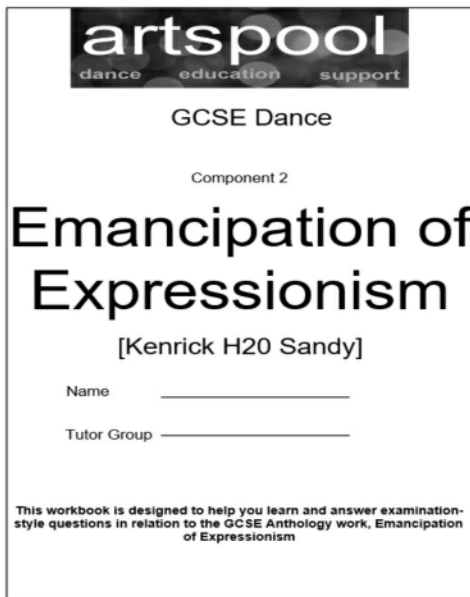 artspool
dance education support
GCSE Dance
Component 2
Emancipation of
Expressionism
[Kenrick H20 Sandy]
Name
Tutor Group
This workbook is designed to help you learn and answer examination-
style questions in relation to the GCSE Anthology work, Emancipation
of Expressionism